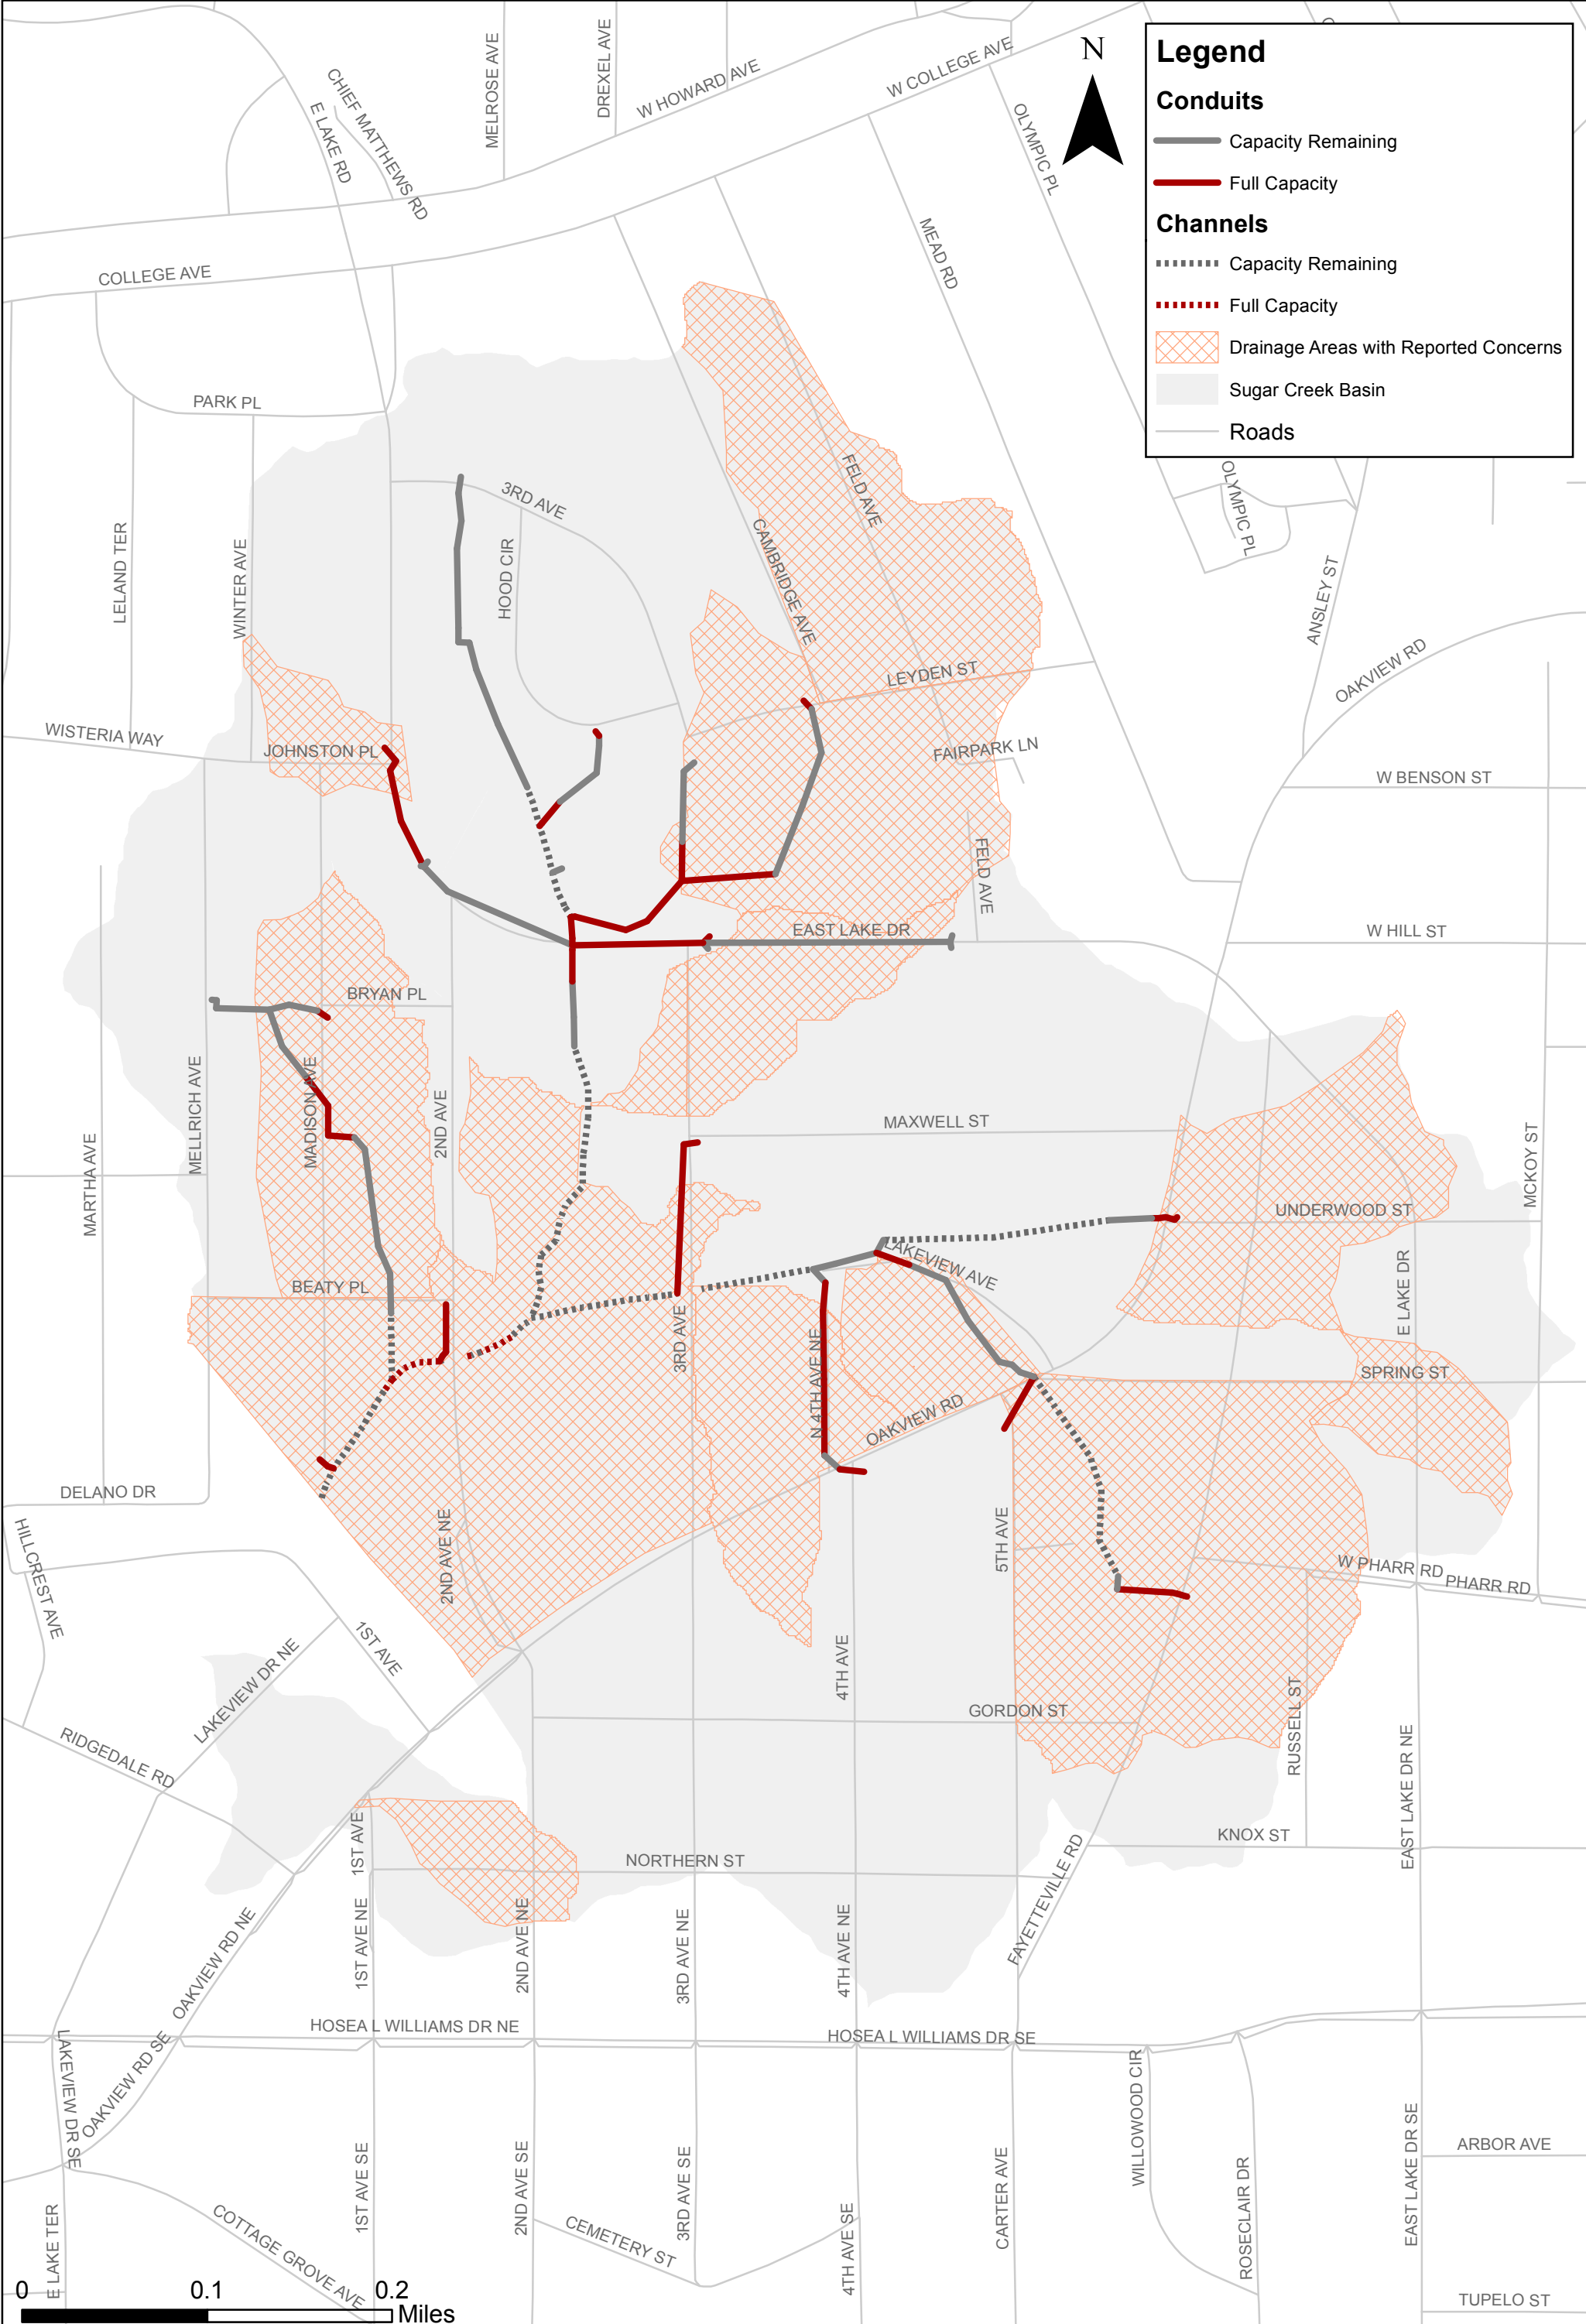 Legend
Conduits
Capacity Remaining
Full Capacity
Channels
Capacity Remaining
Full Capacity
Drainage Areas with Reported Concerns
Sugar Creek Basin
Roads
N
MELROSE AVE
DREXEL AVE
W HOWARD AVE
W COLLEGE AVE
CHIEF MATTHEWS RD
E LAKE RD
OLYMPIC PL
MEAD RD
COLLEGE AVE
PARK PL
3RD AVE
HOOD CIR
LELAND TER
WINTER AVE
CAMBRIDGE AVE
FELD AVE
OLYMPIC PL
ANSLEY ST
OAKVIEW RD
LEYDEN ST
WISTERIA WAY
JOHNSTON PL
FAIRPARK LN
W BENSON ST
FELD AVE
EAST LAKE DR
W HILL ST
BRYAN PL
MELLRICH AVE
MADISON AVE
2ND AVE
MARTHA AVE
MAXWELL ST
MCKOY ST
UNDERWOOD ST
LAKEVIEW AVE
BEATY PL
E LAKE DR
3RD AVE
N 4TH AVE NE
SPRING ST
OAKVIEW RD
DELANO DR
HILLCREST AVE
2ND AVE NE
5TH AVE
W PHARR RD
PHARR RD
1ST AVE
LAKEVIEW DR NE
4TH AVE
GORDON ST
RUSSELL ST
RIDGEDALE RD
EAST LAKE DR NE
1ST AVE
KNOX ST
NORTHERN ST
FAYETTEVILLE RD
OAKVIEW RD NE
1ST AVE NE
2ND AVE NE
3RD AVE NE
4TH AVE NE
HOSEA L WILLIAMS DR NE
HOSEA L WILLIAMS DR SE
LAKEVIEW DR SE
OAKVIEW RD SE
WILLOWOOD CIR
ARBOR AVE
1ST AVE SE
2ND AVE SE
3RD AVE SE
4TH AVE SE
CARTER AVE
ROSECLAIR DR
EAST LAKE DR SE
E LAKE TER
COTTAGE GROVE AVE
CEMETERY ST
TUPELO ST
0 0.1 0.2
Miles